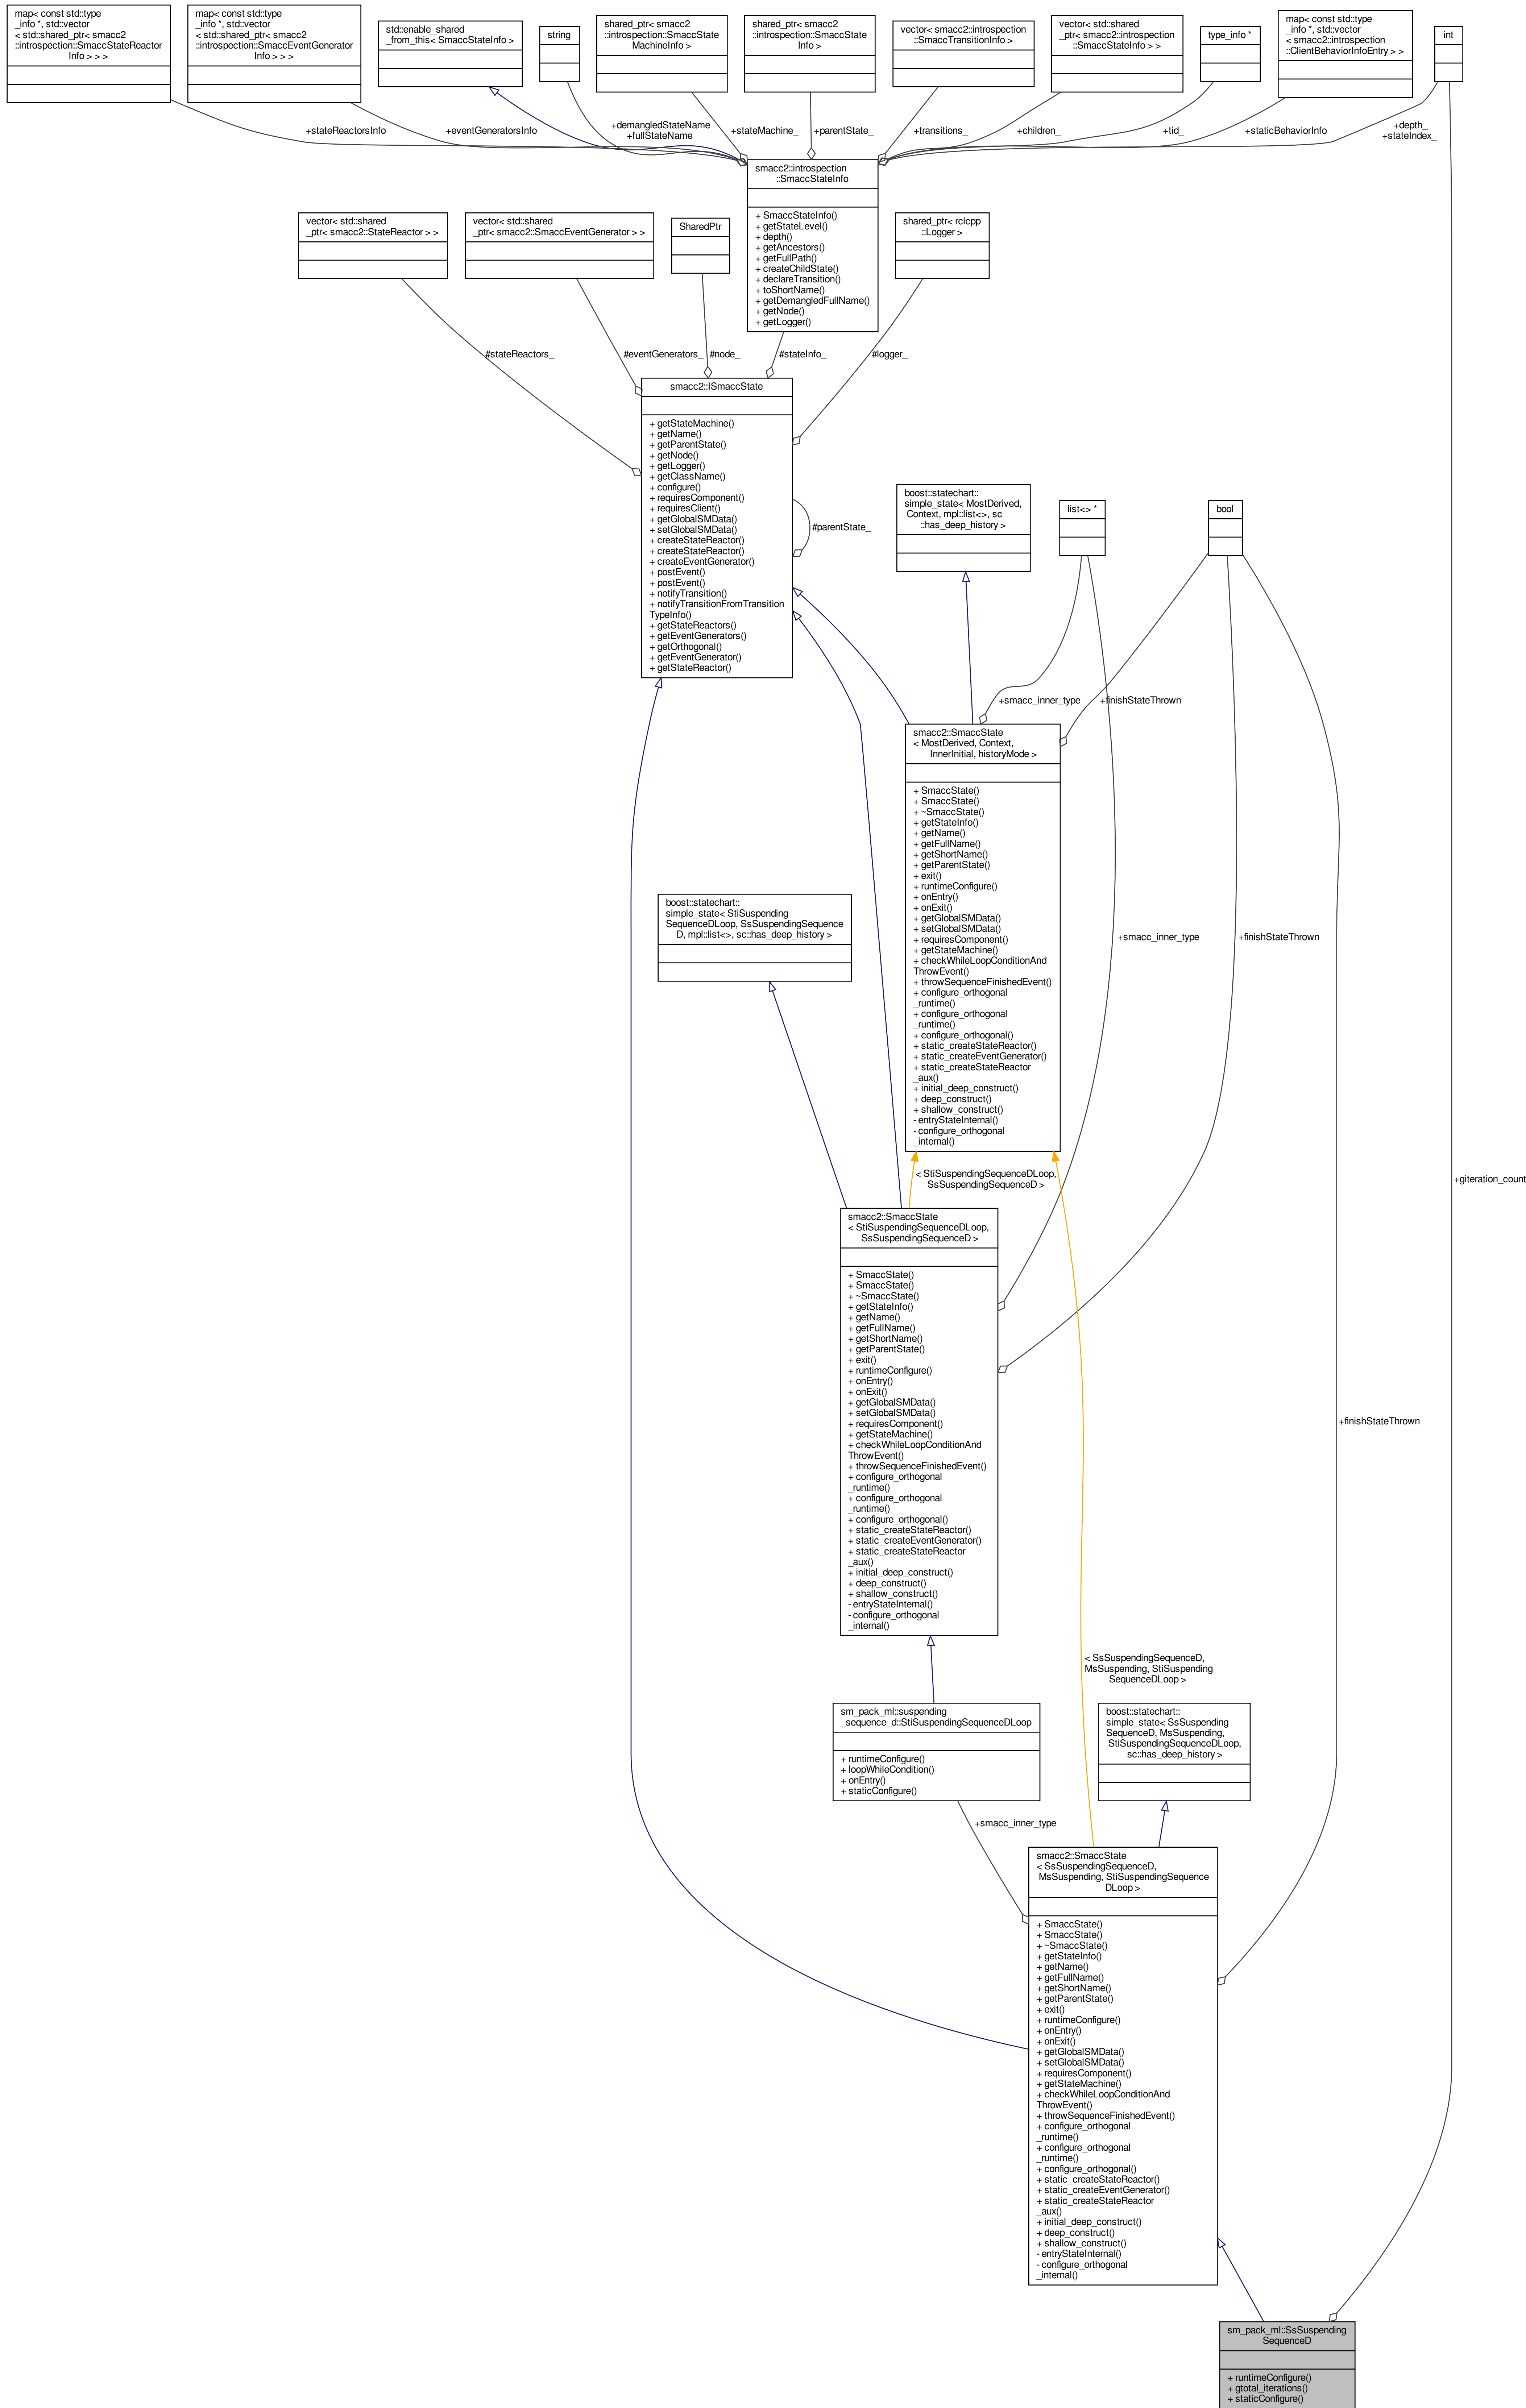 map< const std::type
_info *, std::vector
< std::shared_ptr< smacc2
::introspection::SmaccStateReactor
Info > > >
map< const std::type
_info *, std::vector
< std::shared_ptr< smacc2
::introspection::SmaccEventGenerator
Info > > >
std::enable_shared
_from_this< SmaccStateInfo >
string
shared_ptr< smacc2
::introspection::SmaccState
MachineInfo >
shared_ptr< smacc2
::introspection::SmaccState
Info >
vector< smacc2::introspection
::SmaccTransitionInfo >
vector< std::shared
_ptr< smacc2::introspection
::SmaccStateInfo > >
type_info *
map< const std::type
_info *, std::vector
< smacc2::introspection
::ClientBehaviorInfoEntry > >
int
+stateReactorsInfo
+eventGeneratorsInfo
+demangledStateName
+fullStateName
+stateMachine_
+parentState_
+transitions_
+children_
+tid_
+staticBehaviorInfo
+depth_
+stateIndex_
smacc2::introspection
::SmaccStateInfo
+ SmaccStateInfo()
+ getStateLevel()
+ depth()
+ getAncestors()
+ getFullPath()
+ createChildState()
+ declareTransition()
+ toShortName()
+ getDemangledFullName()
+ getNode()
+ getLogger()
vector< std::shared
_ptr< smacc2::StateReactor > >
vector< std::shared
_ptr< smacc2::SmaccEventGenerator > >
SharedPtr
shared_ptr< rclcpp
::Logger >
#stateReactors_
#eventGenerators_
#node_
#stateInfo_
#logger_
smacc2::ISmaccState
+ getStateMachine()
+ getName()
+ getParentState()
+ getNode()
+ getLogger()
+ getClassName()
+ configure()
+ requiresComponent()
+ requiresClient()
+ getGlobalSMData()
+ setGlobalSMData()
+ createStateReactor()
+ createStateReactor()
+ createEventGenerator()
+ postEvent()
+ postEvent()
+ notifyTransition()
+ notifyTransitionFromTransition
TypeInfo()
+ getStateReactors()
+ getEventGenerators()
+ getOrthogonal()
+ getEventGenerator()
+ getStateReactor()
#parentState_
boost::statechart::
simple_state< MostDerived,
Context, mpl::list<>, sc
::has_deep_history >
list<> *
bool
+smacc_inner_type
+finishStateThrown
smacc2::SmaccState
< MostDerived, Context,
InnerInitial, historyMode >
+ SmaccState()
+ SmaccState()
+ ~SmaccState()
+ getStateInfo()
+ getName()
+ getFullName()
+ getShortName()
+ getParentState()
+ exit()
+ runtimeConfigure()
+ onEntry()
+ onExit()
+ getGlobalSMData()
+ setGlobalSMData()
+ requiresComponent()
+ getStateMachine()
+ checkWhileLoopConditionAnd
ThrowEvent()
+ throwSequenceFinishedEvent()
+ configure_orthogonal
_runtime()
+ configure_orthogonal
_runtime()
+ configure_orthogonal()
+ static_createStateReactor()
+ static_createEventGenerator()
+ static_createStateReactor
_aux()
+ initial_deep_construct()
+ deep_construct()
+ shallow_construct()
- entryStateInternal()
- configure_orthogonal
_internal()
boost::statechart::
simple_state< StiSuspending
SequenceDLoop, SsSuspendingSequence
D, mpl::list<>, sc::has_deep_history >
+smacc_inner_type
+finishStateThrown
< StiSuspendingSequenceDLoop,
SsSuspendingSequenceD >
+giteration_count
smacc2::SmaccState
< StiSuspendingSequenceDLoop,
SsSuspendingSequenceD >
+ SmaccState()
+ SmaccState()
+ ~SmaccState()
+ getStateInfo()
+ getName()
+ getFullName()
+ getShortName()
+ getParentState()
+ exit()
+ runtimeConfigure()
+ onEntry()
+ onExit()
+ getGlobalSMData()
+ setGlobalSMData()
+ requiresComponent()
+ getStateMachine()
+ checkWhileLoopConditionAnd
ThrowEvent()
+ throwSequenceFinishedEvent()
+ configure_orthogonal
_runtime()
+ configure_orthogonal
_runtime()
+ configure_orthogonal()
+ static_createStateReactor()
+ static_createEventGenerator()
+ static_createStateReactor
_aux()
+ initial_deep_construct()
+ deep_construct()
+ shallow_construct()
- entryStateInternal()
- configure_orthogonal
_internal()
+finishStateThrown
< SsSuspendingSequenceD,
MsSuspending, StiSuspending
SequenceDLoop >
sm_pack_ml::suspending
_sequence_d::StiSuspendingSequenceDLoop
+ runtimeConfigure()
+ loopWhileCondition()
+ onEntry()
+ staticConfigure()
boost::statechart::
simple_state< SsSuspending
SequenceD, MsSuspending,
StiSuspendingSequenceDLoop,
sc::has_deep_history >
+smacc_inner_type
smacc2::SmaccState
< SsSuspendingSequenceD,
MsSuspending, StiSuspendingSequence
DLoop >
+ SmaccState()
+ SmaccState()
+ ~SmaccState()
+ getStateInfo()
+ getName()
+ getFullName()
+ getShortName()
+ getParentState()
+ exit()
+ runtimeConfigure()
+ onEntry()
+ onExit()
+ getGlobalSMData()
+ setGlobalSMData()
+ requiresComponent()
+ getStateMachine()
+ checkWhileLoopConditionAnd
ThrowEvent()
+ throwSequenceFinishedEvent()
+ configure_orthogonal
_runtime()
+ configure_orthogonal
_runtime()
+ configure_orthogonal()
+ static_createStateReactor()
+ static_createEventGenerator()
+ static_createStateReactor
_aux()
+ initial_deep_construct()
+ deep_construct()
+ shallow_construct()
- entryStateInternal()
- configure_orthogonal
_internal()
sm_pack_ml::SsSuspending
SequenceD
+ runtimeConfigure()
+ gtotal_iterations()
+ staticConfigure()